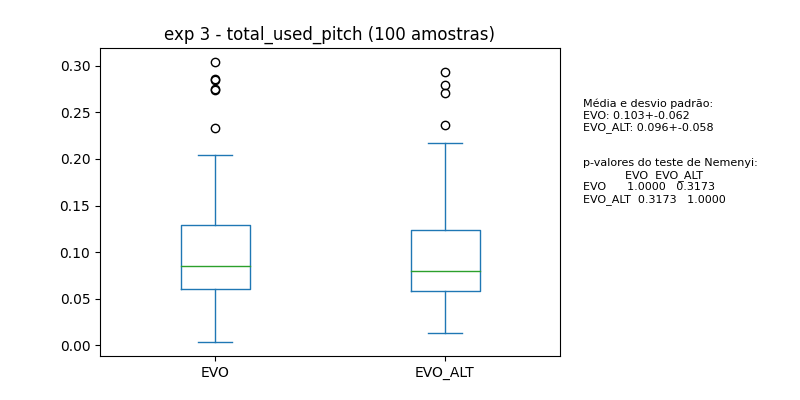 exp 3 - total_used_pitch (100 amostras)
0.30
0.25
0.20
0.15
0.10
0.05
0.00
EVO
EVO_ALT
Média e desvio padrão:
EVO: 0.103+-0.062
EVO_ALT: 0.096+-0.058
p-valores do teste de Nemenyi:
EVO EVO_ALT
EVO 1.0000 0.3173
EVO_ALT 0.3173 1.0000